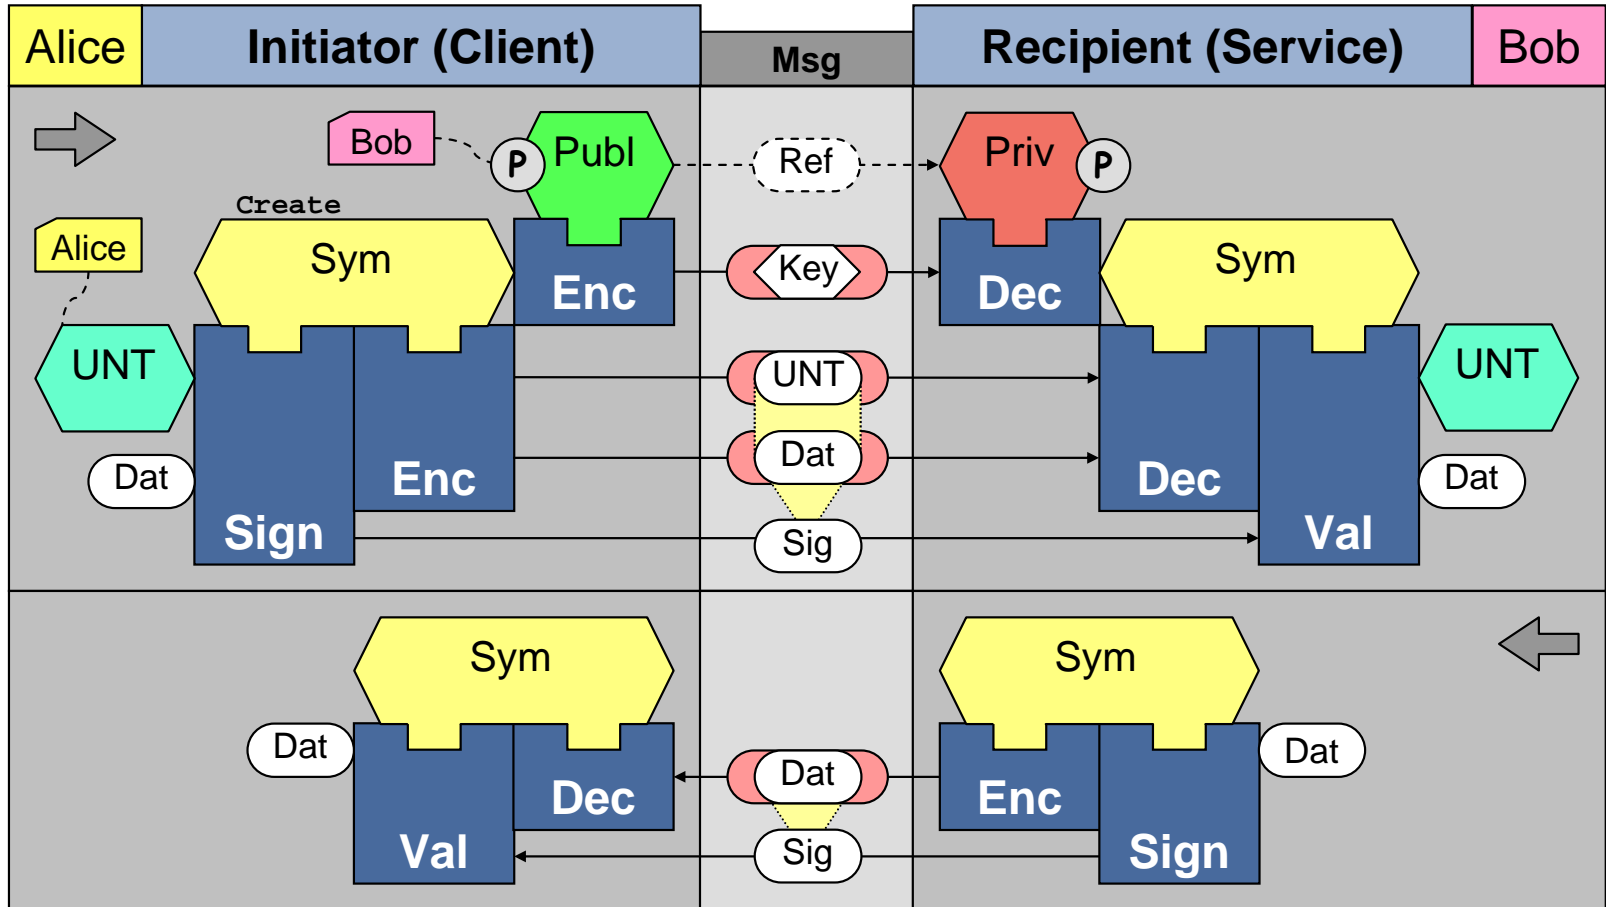 Alice
Initiator (Client)
Msg
Recipient (Service)
Bob
Bob
P
Publ
Ref
Priv
P
Create
Alice
Sym
Enc
Key
Dec
Sym
UNT
UNT
UNT
Dat
Enc
Dat
Dec
Dat
Sign
Sig
Val
Sym
Sym
Dat
Dec
Dat
Enc
Dat
Val
Sig
Sign